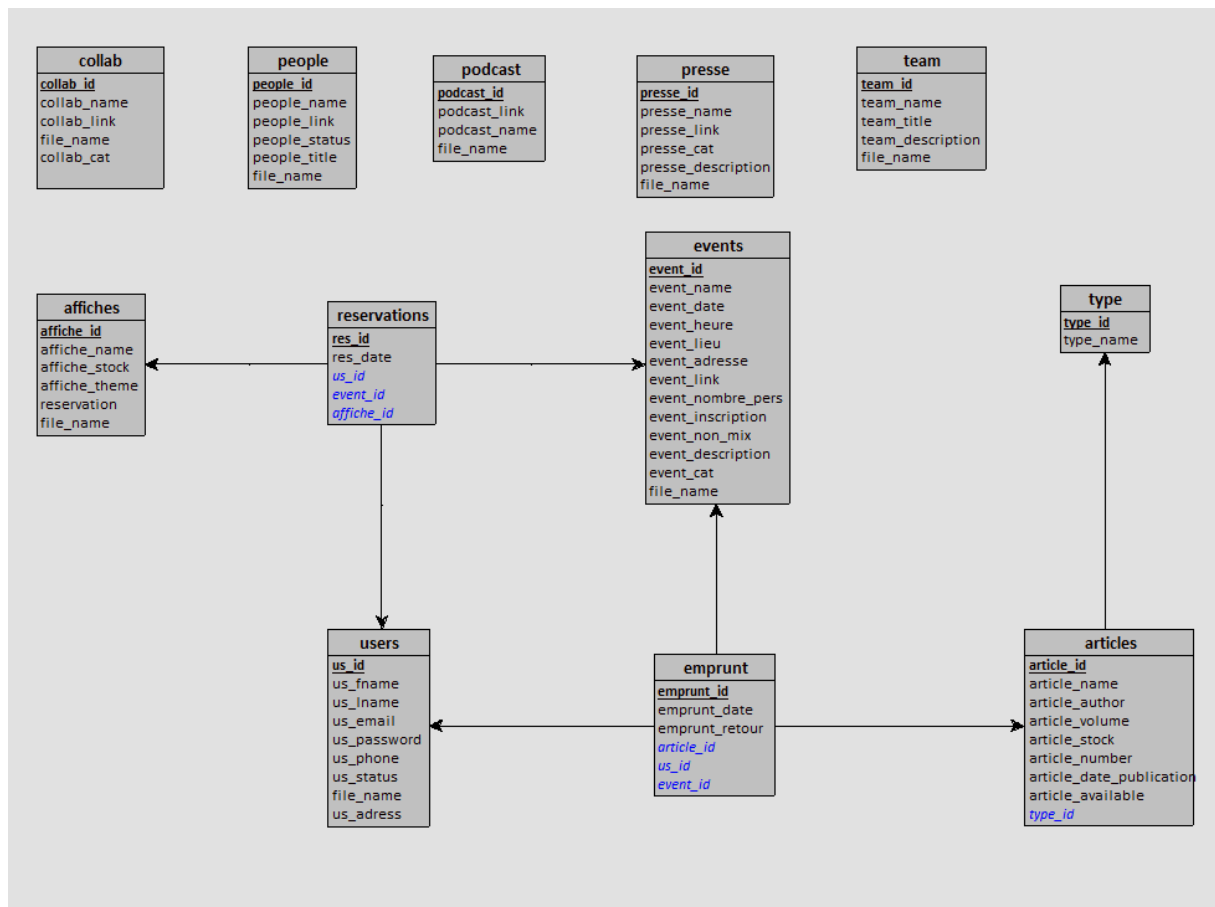 collab
collab_id
collab_name
collab_link
file_name
collab_cat
people
people_id
people_name
people_link
people_status
people_title
file_name
podcast
podcast_id
podcast_link
podcast_name
file_name
presse
presse_id
presse_name
presse_link
presse_cat
presse_description
file_name
team
team_id
team_name
team_title
team_description
file_name
affiches
affiche_id
affiche_name
affiche_stock
affiche_theme
reservation
file_name
reservations
res_id
res_date
us_id
event_id
affiche_id
events
event_id
event_name
event_date
event_heure
event_lieu
event_adresse
event_link
event_nombre_pers
event_inscription
event_non_mix
event_description
event_cat
file_name
type
type_id
type_name
users
us_id
us_fname
us_lname
us_email
us_password
us_phone
us_status
file_name
us_adress
emprunt
emprunt_id
emprunt_date
emprunt_retour
article_id
us_id
event_id
articles
article_id
article_name
article_author
article_volume
article_stock
article_number
article_date_publication
article_available
type_id